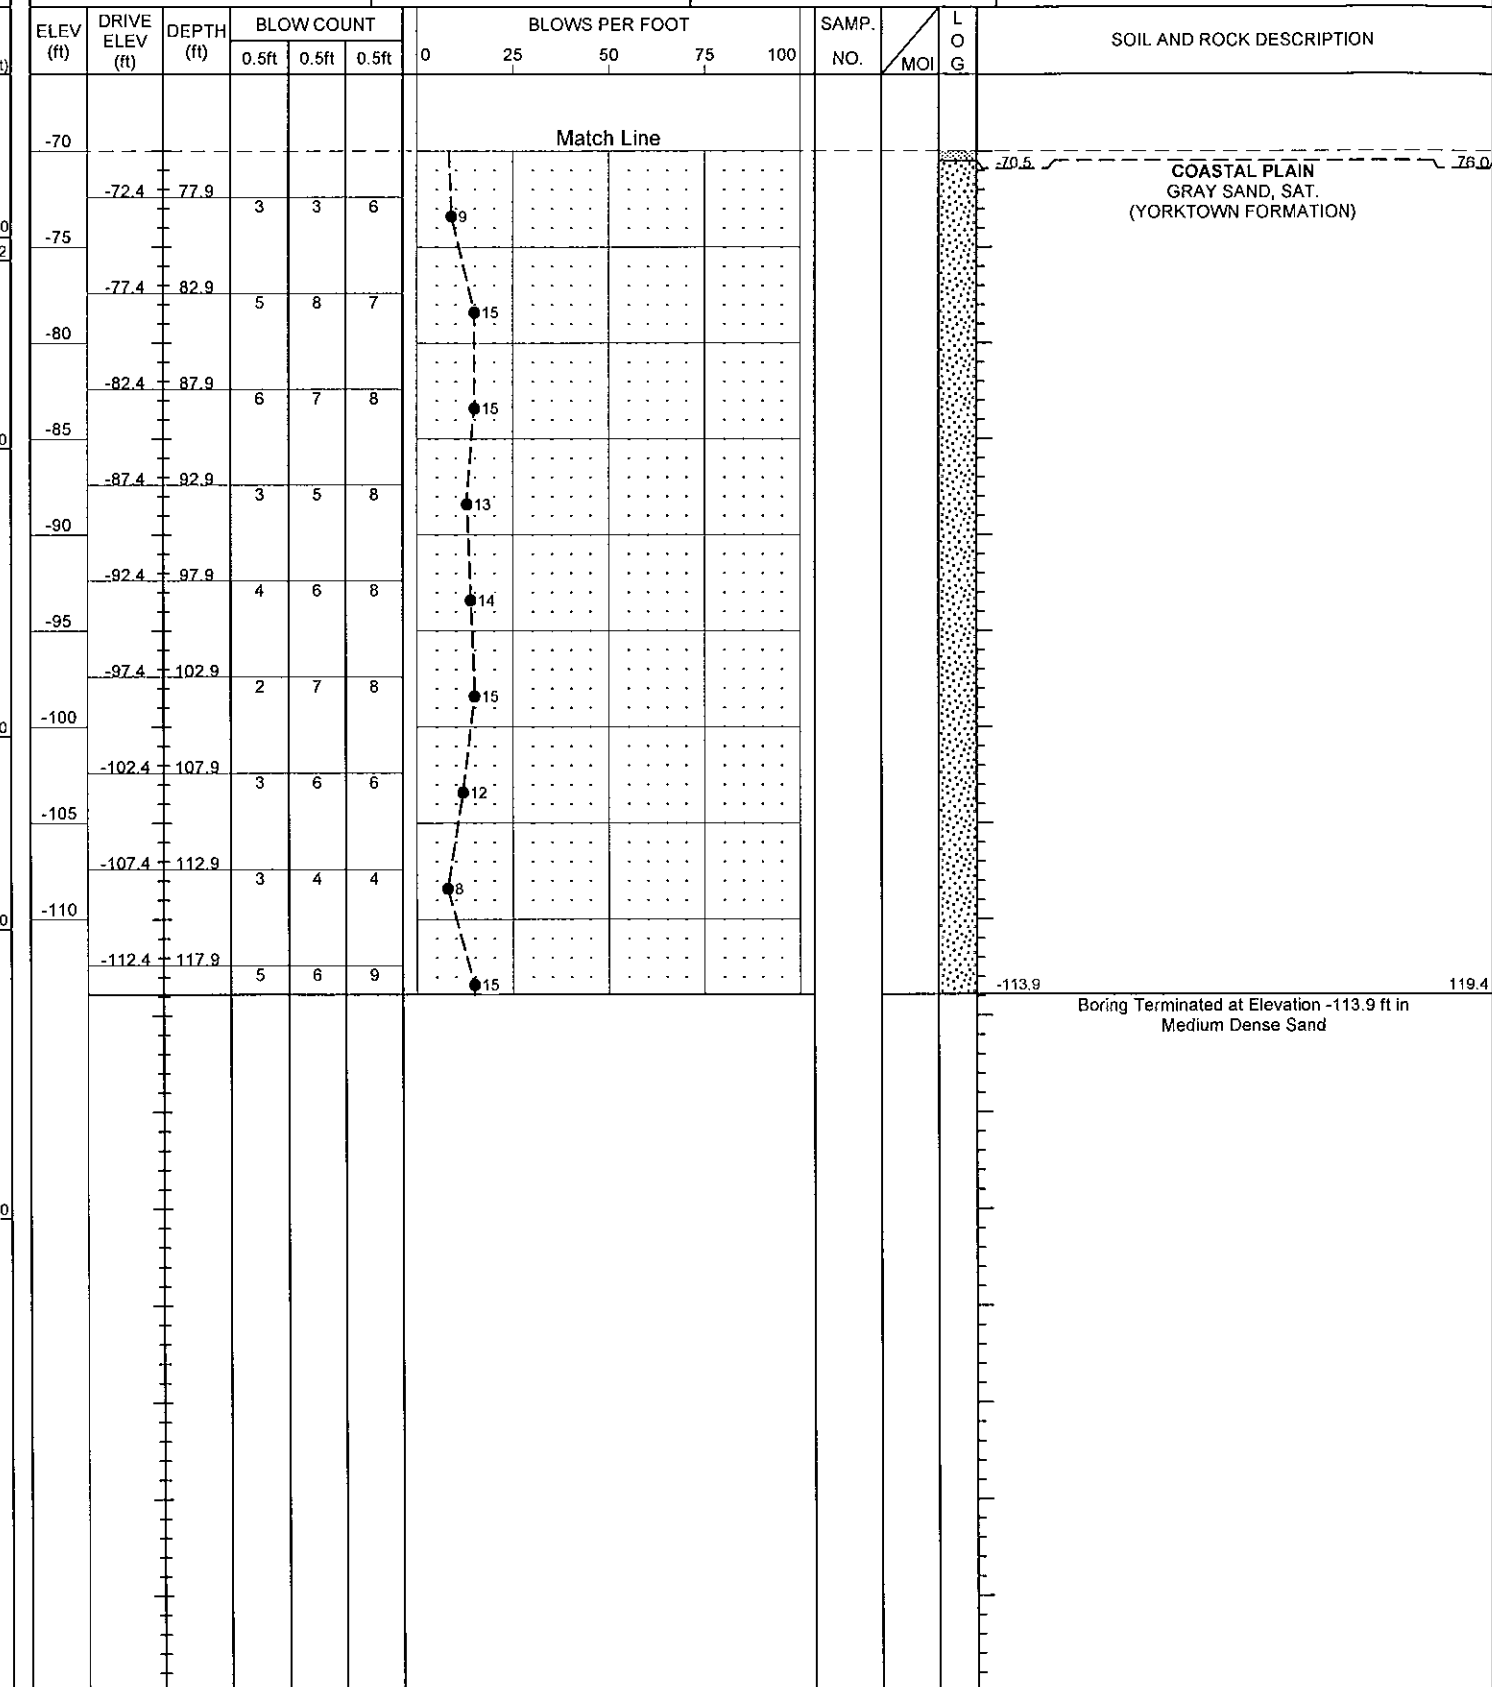 ELEV (ft) DRIVE ELEV (ft) DEPTH (ft) BLOW COUNT BLOWS PER FOOT SAMP. NO. MOI L O G SOIL AND ROCK DESCRIPTION
0.5ft 0.5ft 0.5ft 0 25 50 75 100
Match Line
-70
-70.5 76.0
COASTAL PLAIN
GRAY SAND, SAT.
(YORKTOWN FORMATION)
-72.4 77.9
3 3 6 9
-75
-77.4 82.9
5 8 7 15
-80
-82.4 87.9
6 7 8 15
-85
-87.4 92.9
3 5 8 13
-90
-92.4 97.9
4 6 8 14
-95
-97.4 102.9
2 7 8 15
-100
-102.4 107.9
3 6 6 12
-105
-107.4 112.9
3 4 4 8
-110
-112.4 117.9
5 6 9 15
-113.9 119.4
Boring Terminated at Elevation -113.9 ft in
Medium Dense Sand